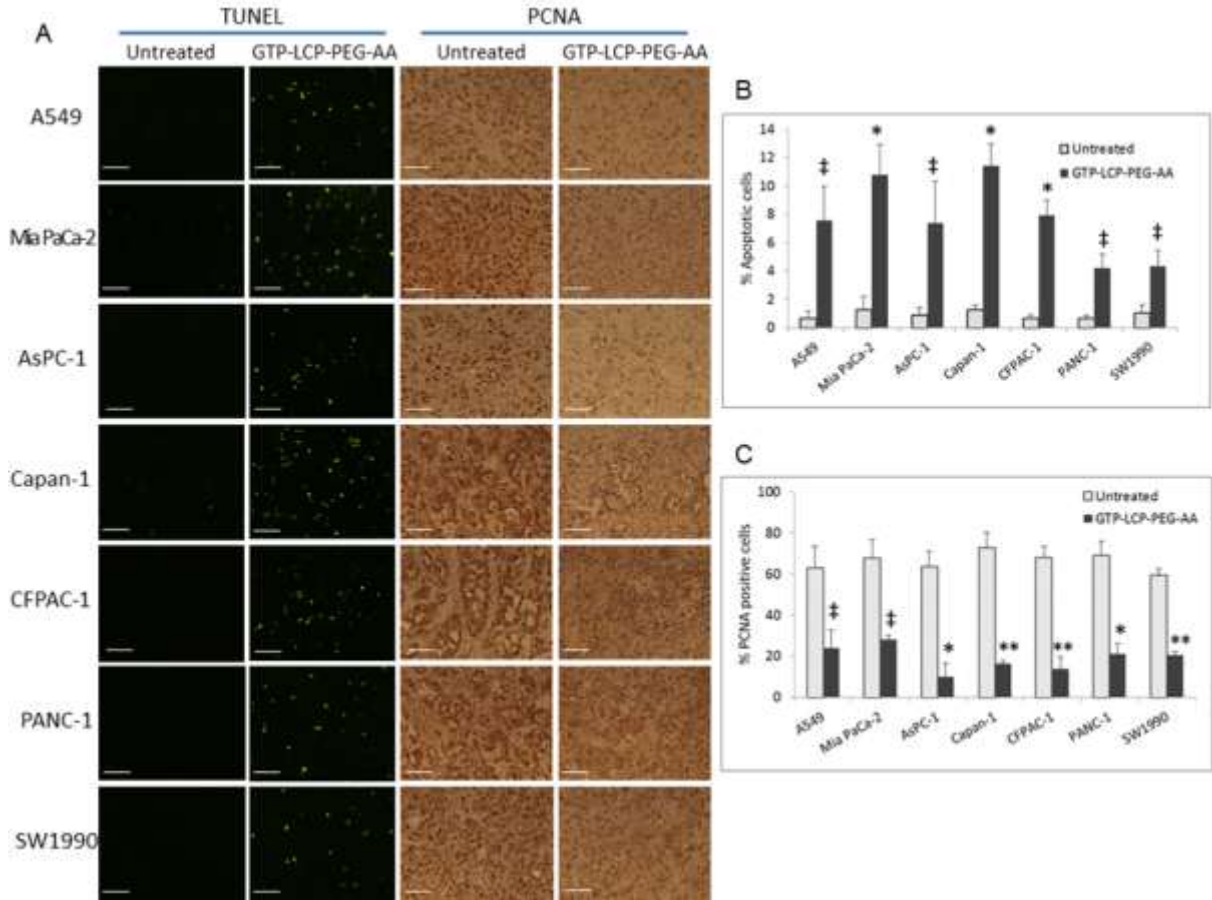 A
TUNEL
PCNA
Untreated
GTP-LCP-PEG-AA
Untreated
GTP-LCP-PEG-AA
A549
Mia PaCa-2
AsPC-1
Capan-1
CFPAC-1
PANC-1
SW1990
B
% Apoptotic cells
14
12
10
8
6
4
2
0
Untreated
GTP-LCP-PEG-AA
‡
*
‡
*
*
‡
‡
A549
Mia PaCa-2
AsPC-1
Capan-1
CFPAC-1
PANC-1
SW1990
C
% PCNA positive cells
100
80
60
40
20
0
Untreated
GTP-LCP-PEG-AA
‡
‡
*
**
**
*
**
A549
Mia PaCa-2
AsPC-1
Capan-1
CFPAC-1
PANC-1
SW1990